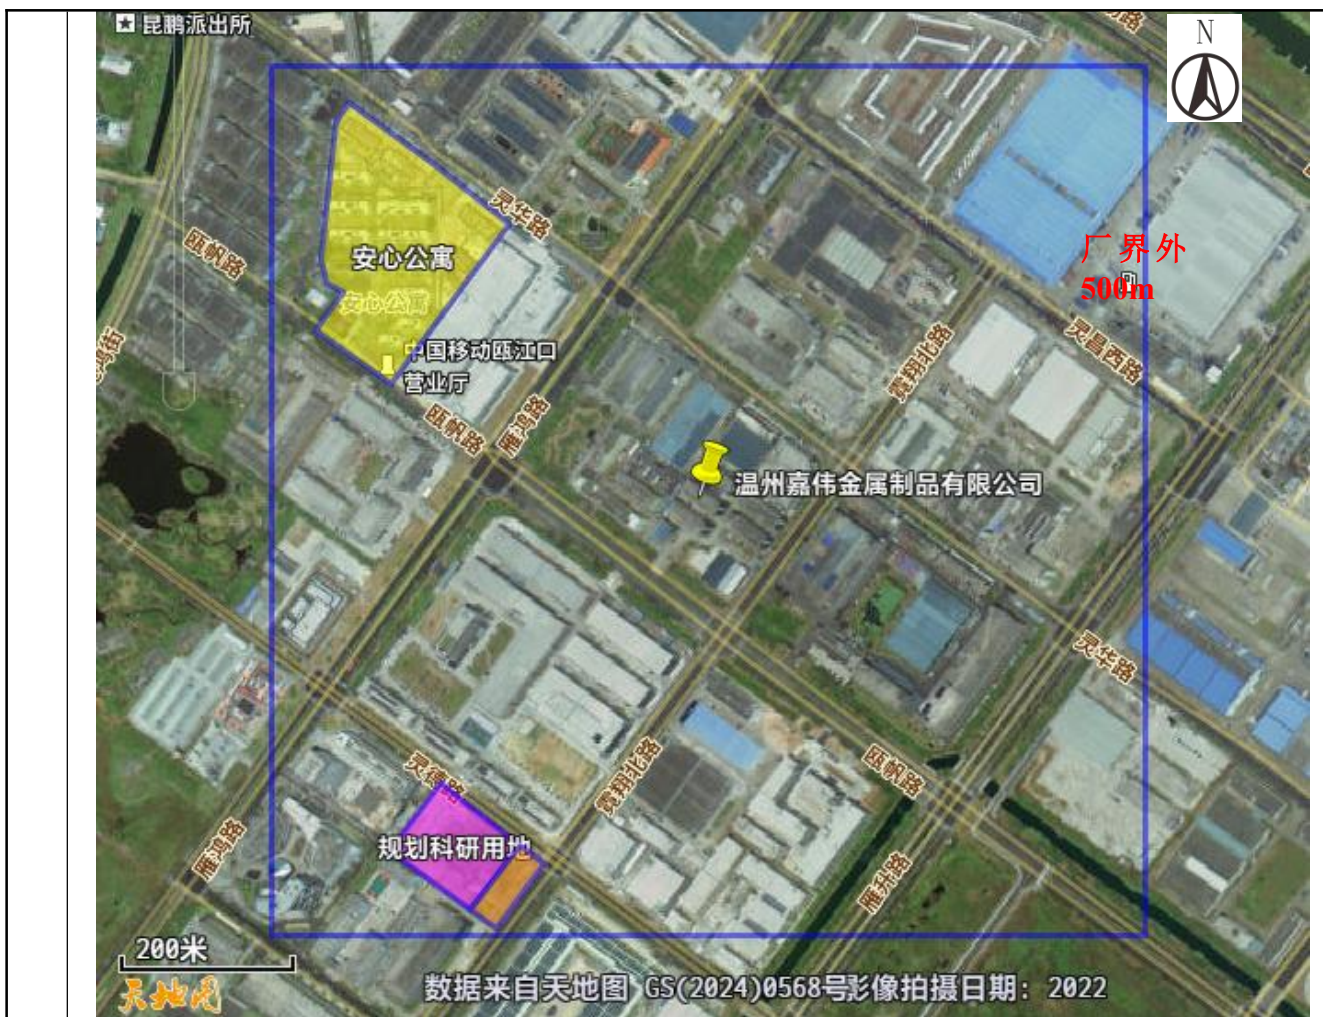 昆鹏派出所
N
灵华路
瓯帆路
安心公寓
安心公寓
厂界外
500m
中国移动瓯江口
营业厅
灵昌西路
霓翔北路
瓯帆路
雁鸿路
温州嘉伟金属制品有限公司
灵华路
灵德路
霓翔北路
瓯帆路
规划科研用地
雁鸿路
雁升路
200米
天地图
数据来自天地图 GS(2024)0568号影像拍摄日期: 2022